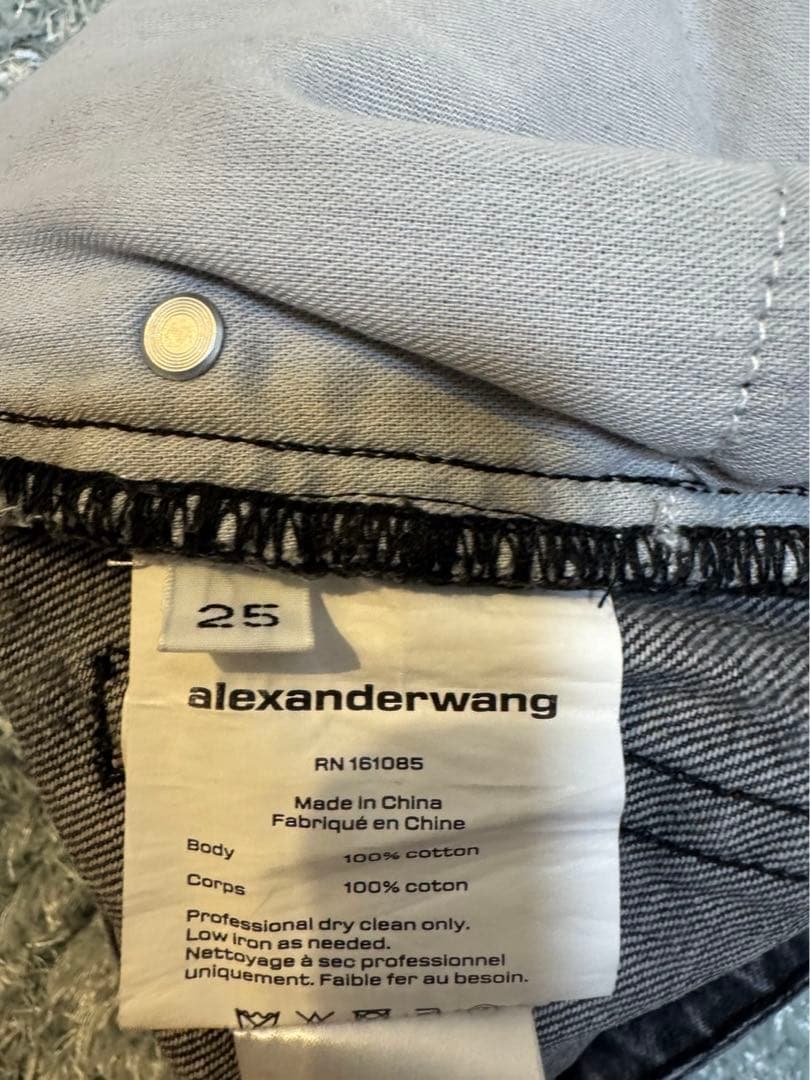 25
alexanderwang
RN 161085
Made in China
Fabriqué en Chine
Body 100% cotton
Corps 100% coton
Professional dry clean only.
Low iron as needed.
Nettoyage à sec professionnel
uniquement. Faible fer au besoin.